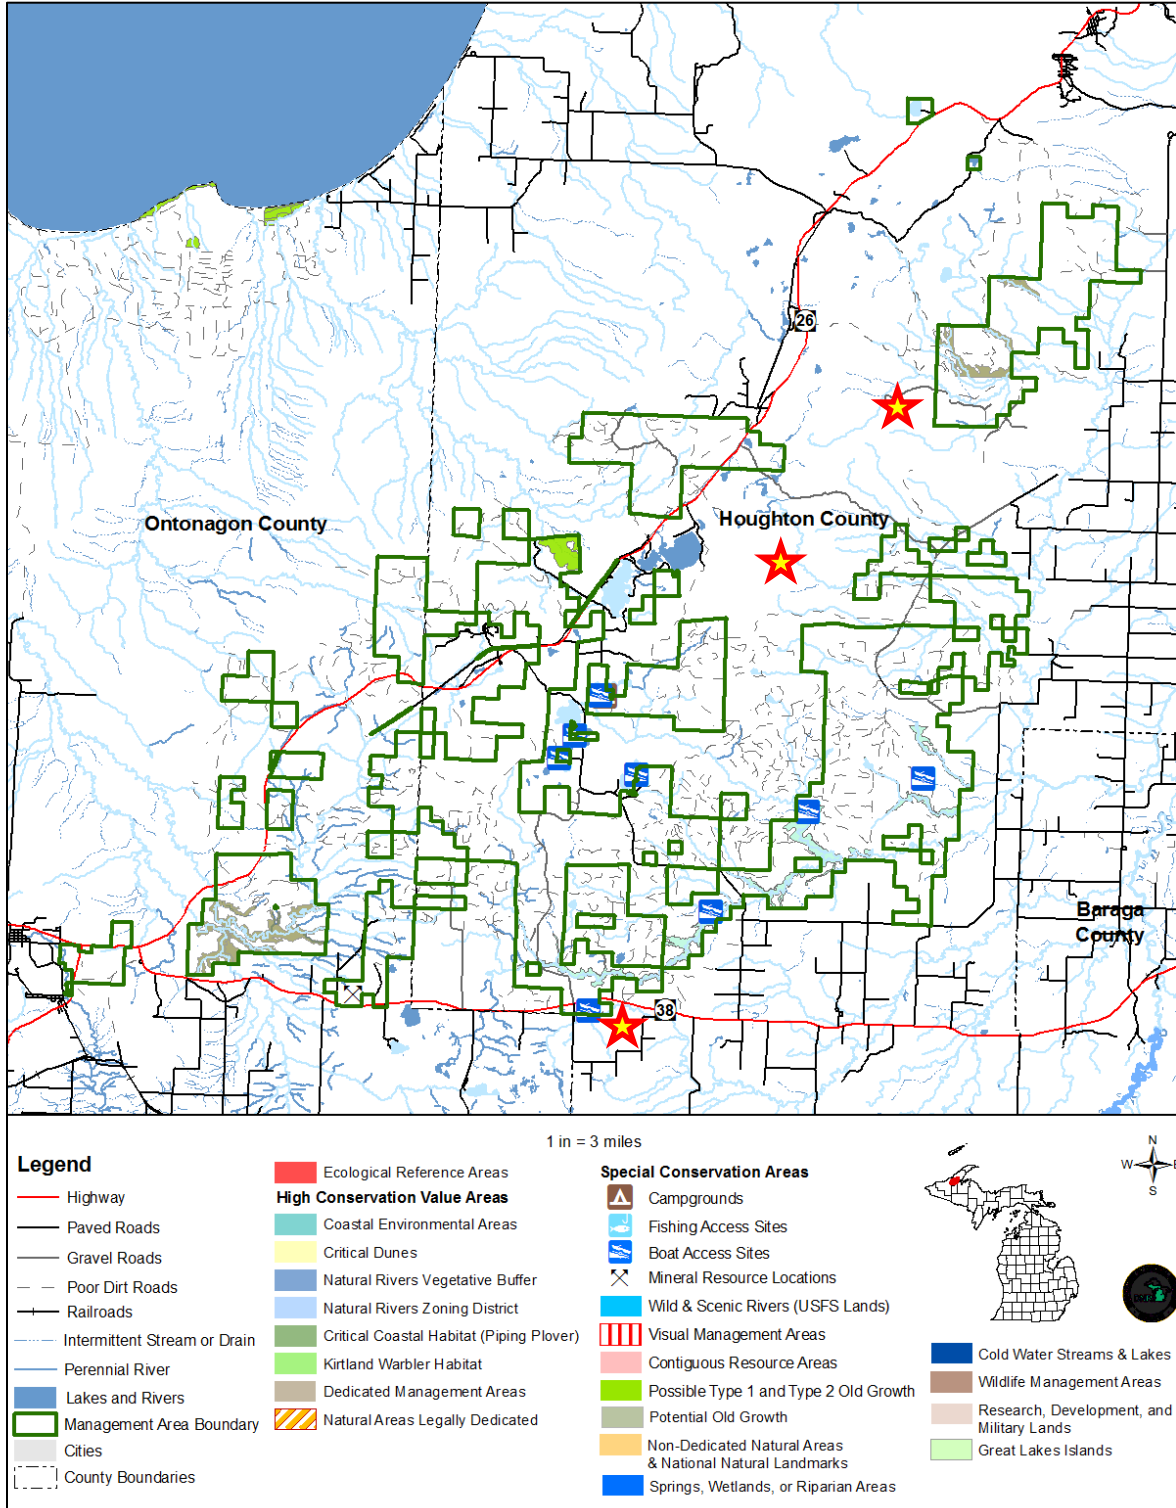 26
Ontonagon County
Houghton County
Baraga
County
38
1 in = 3 miles
Legend
Highway
Paved Roads
Gravel Roads
Poor Dirt Roads
Railroads
Intermittent Stream or Drain
Perennial River
Lakes and Rivers
Management Area Boundary
Cities
County Boundaries
Ecological Reference Areas
High Conservation Value Areas
Coastal Environmental Areas
Critical Dunes
Natural Rivers Vegetative Buffer
Natural Rivers Zoning District
Critical Coastal Habitat (Piping Plover)
Kirtland Warbler Habitat
Dedicated Management Areas
Natural Areas Legally Dedicated
Special Conservation Areas
Campgrounds
Fishing Access Sites
Boat Access Sites
Mineral Resource Locations
Wild & Scenic Rivers (USFS Lands)
Visual Management Areas
Contiguous Resource Areas
Possible Type 1 and Type 2 Old Growth
Potential Old Growth
Non-Dedicated Natural Areas
& National Natural Landmarks
Springs, Wetlands, or Riparian Areas
N
W E
S
Cold Water Streams & Lakes
Wildlife Management Areas
Research, Development, and
Military Lands
Great Lakes Islands